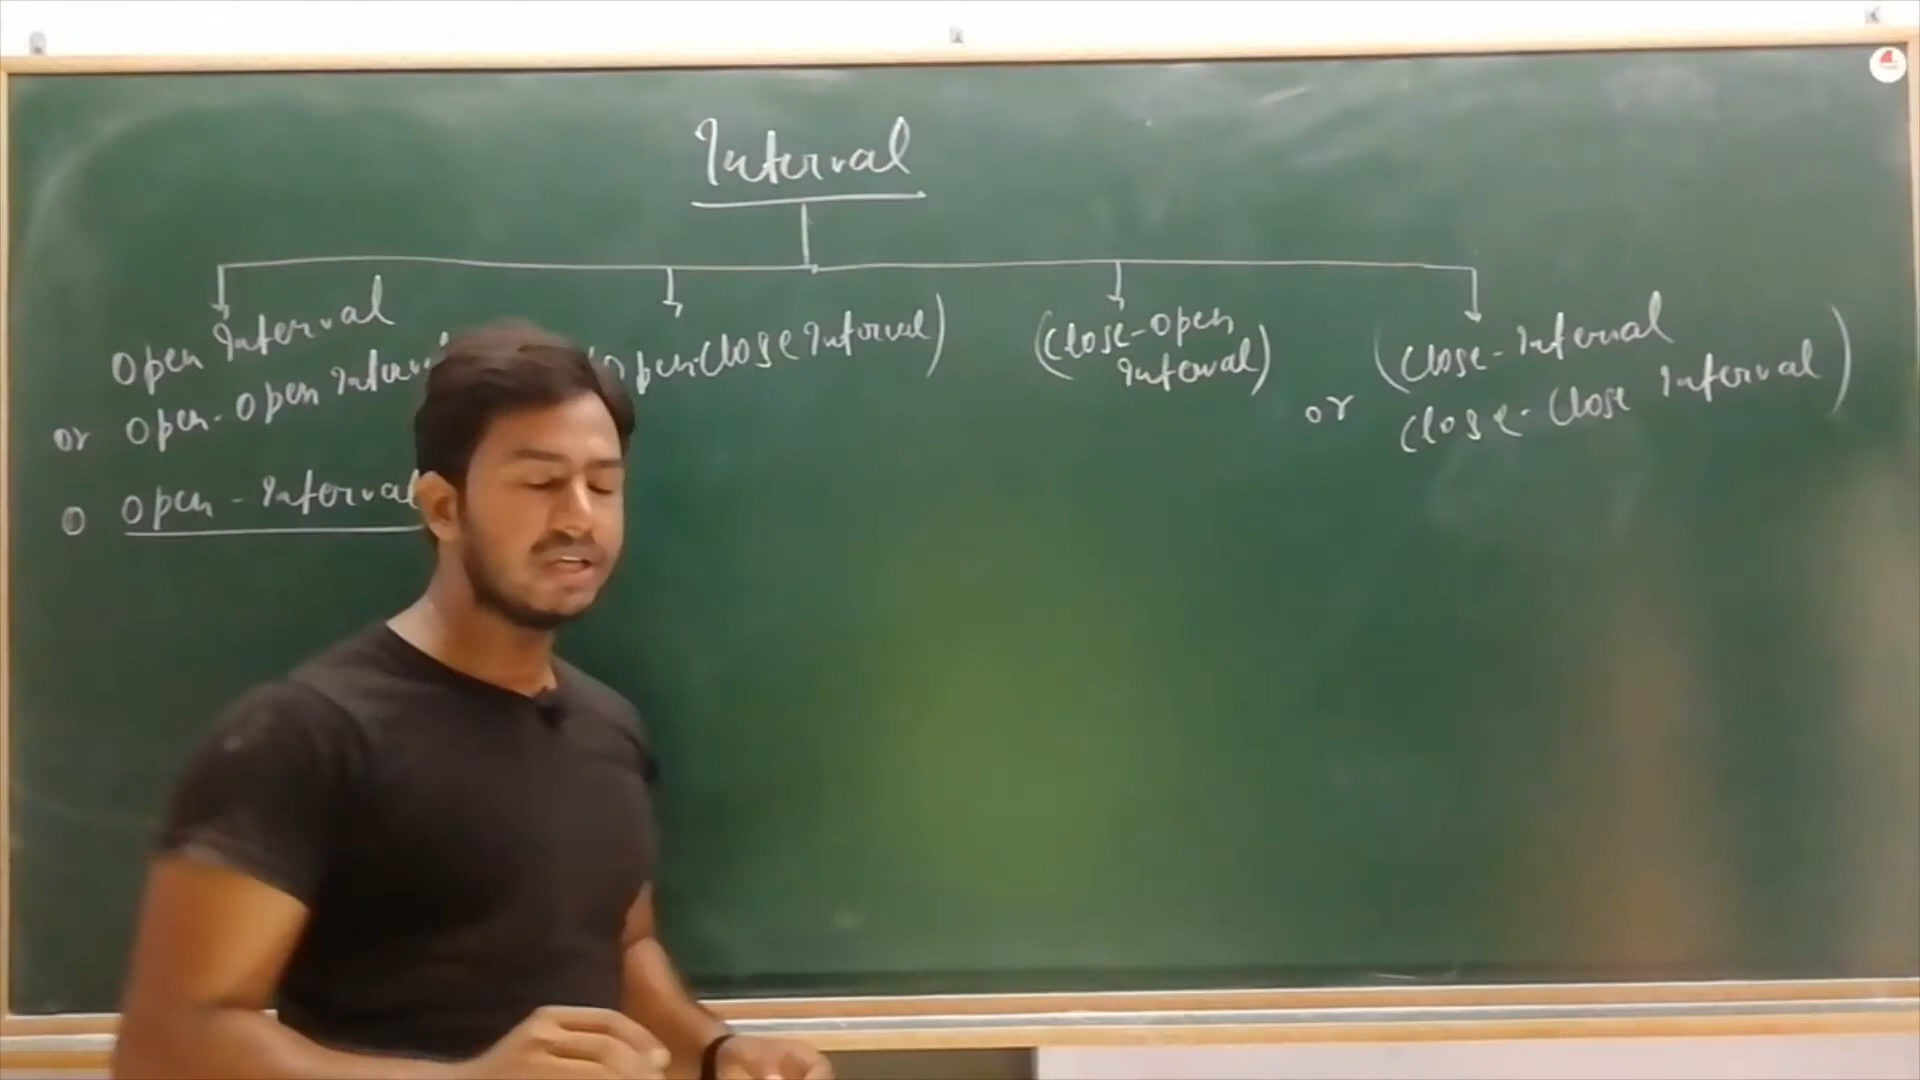 Interval
Open Interval
or Open-Open Interval
(Open-Close Interval)
(Close-Open
Interval)
(Close-Interval
or Close-Close Interval)
Open-Interval